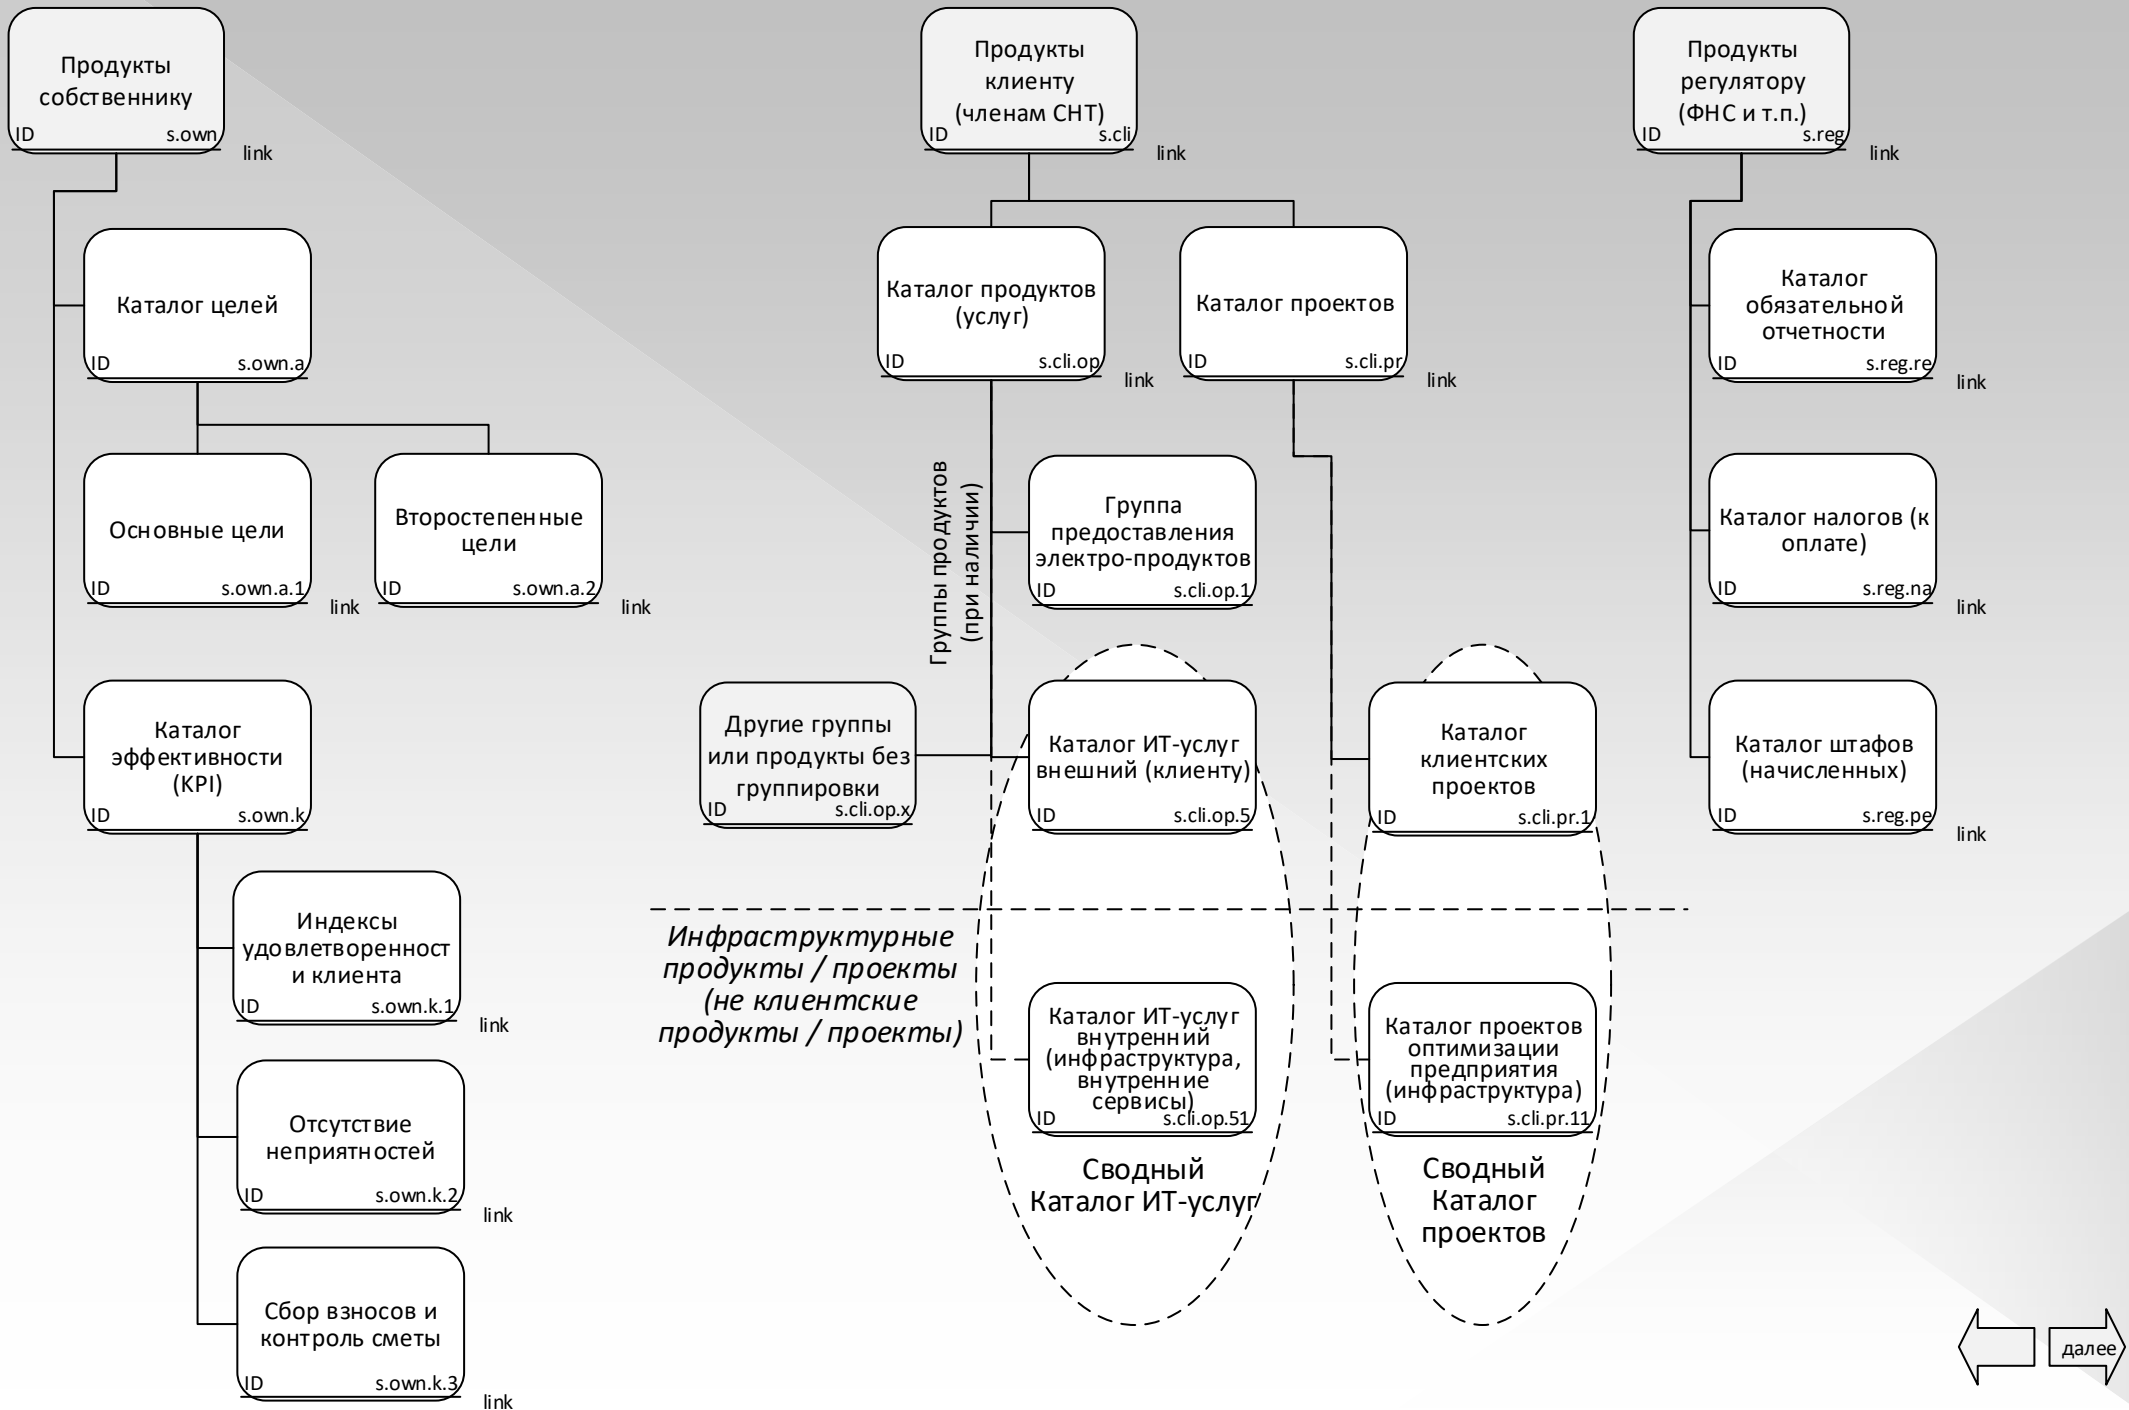 Продукты
собственнику
ID s.own
link
Продукты
клиенту
(членам СНТ)
ID s.cli
link
Продукты
регулятору
(ФНС и т.п.)
ID s.reg
link
Каталог целей
ID s.own.a
Каталог продуктов
(услуг)
ID s.cli.op
link
Каталог проектов
ID s.cli.pr
link
Каталог
обязательной
отчетности
ID s.reg.re
link
Основные цели
ID s.own.a.1
link
Второстепенные
цели
ID s.own.a.2
link
Группы продуктов
(при наличии)
Группа
предоставления
электро-продуктов
ID s.cli.op.1
Каталог налогов (к
оплате)
ID s.reg.na
link
Каталог
эффективности
(KPI)
ID s.own.k
Другие группы
или продукты без
группировки
ID s.cli.op.x
Каталог ИТ-услуг
внешний (клиенту)
ID s.cli.op.5
Каталог
клиентских
проектов
ID s.cli.pr.1
Каталог штафов
(начисленных)
ID s.reg.pe
link
Индексы
удовлетворенност
и клиента
ID s.own.k.1
link
Инфраструктурные
продукты / проекты
(не клиентские
продукты / проекты)
Каталог ИТ-услуг
внутренний
(инфраструктура,
внутренние
сервисы)
ID s.cli.op.51
Каталог проектов
оптимизации
предприятия
(инфраструктура)
ID s.cli.pr.11
Отсутствие
неприятностей
ID s.own.k.2
link
Сводный
Каталог ИТ-услуг
Сводный
Каталог
проектов
Сбор взносов и
контроль сметы
ID s.own.k.3
link
далее